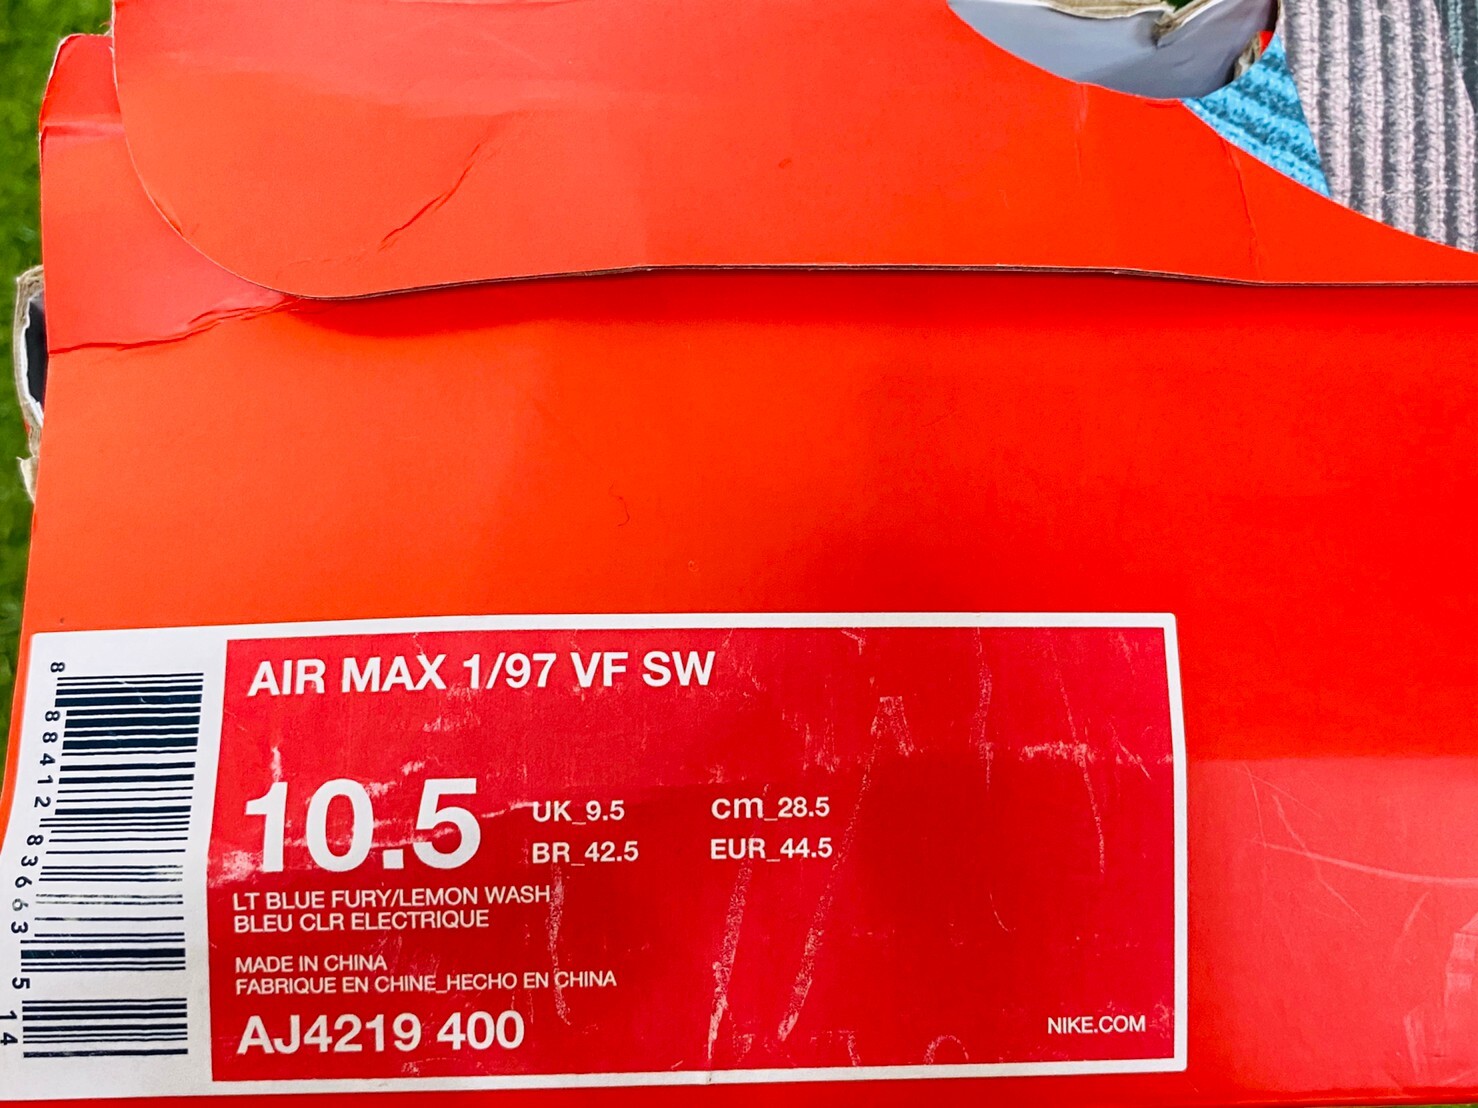 AIR MAX 1/97 VF SW
10.5
UK_9.5 cm_28.5
BR_42.5 EUR_44.5
LT BLUE FURY/LEMON WASH
BLEU CLR ELECTRIQUE
MADE IN CHINA
FABRIQUE EN CHINE_HECHO EN CHINA
AJ4219 400
NIKE.COM
8 88412 83663 5 14